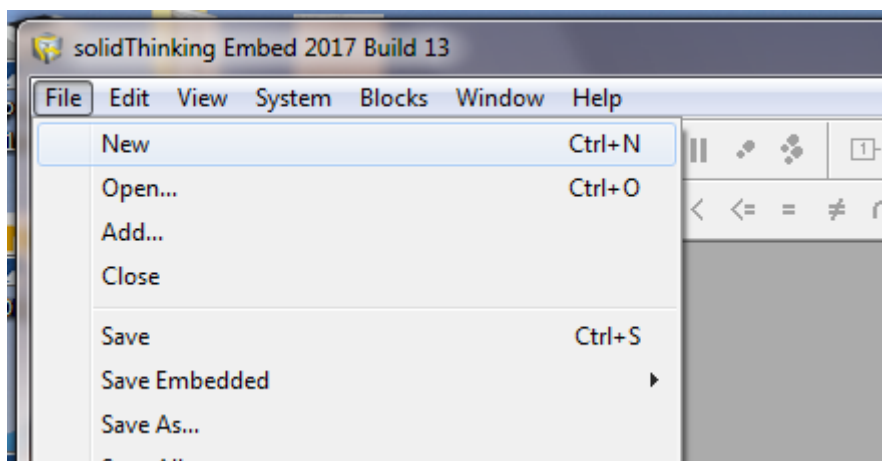 solidThinking Embed 2017 Build 13
File Edit View System Blocks Window Help
New Ctrl+N
Open... Ctrl+O
Add...
Close
Save Ctrl+S
Save Embedded
Save As...
1
< <= = ≠